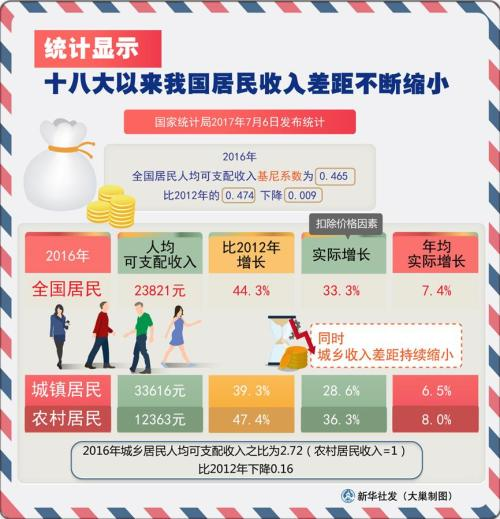 统计显示
十八大以来我国居民收入差距不断缩小
国家统计局2017年7月6日发布统计
2016年
全国居民人均可支配收入基尼系数为 0.465
比2012年的 0.474 下降 0.009
扣除价格因素
2016年 人均可支配收入 比2012年增长 实际增长 年均实际增长
全国居民 23821元 44.3% 33.3% 7.4%
同时
城乡收入差距持续缩小
城镇居民 33616元 39.3% 28.6% 6.5%
农村居民 12363元 47.4% 36.3% 8.0%
2016年城乡居民人均可支配收入之比为2.72（农村居民收入=1）
比2012年下降0.16
新华社发（大巢制图）